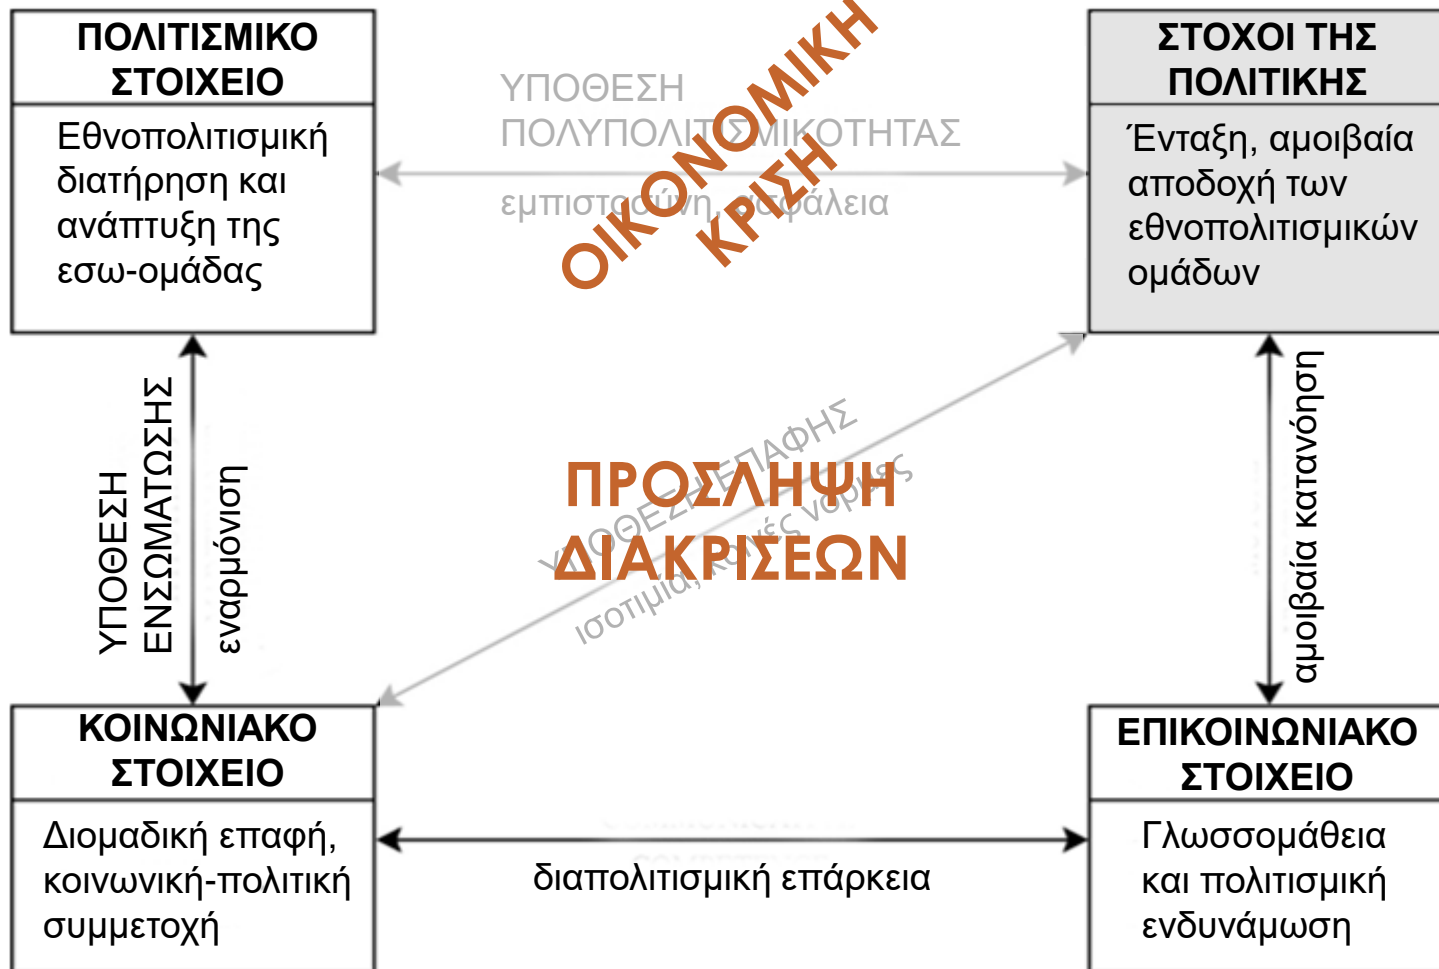 ΠΟΛΙΤΙΣΜΙΚΟ
ΣΤΟΙΧΕΙΟ
Εθνοπολιτισμική
διατήρηση και
ανάπτυξη της
εσω-ομάδας
ΥΠΟΘΕΣΗ
ΠΟΛΥΠΟΛΙΤΙΣΜΙΚΟΤΗΤΑΣ
εμπιστοσύνη, ασφάλεια
ΟΙΚΟΝΟΜΙΚΗ
ΚΡΙΣΗ
ΣΤΟΧΟΙ ΤΗΣ
ΠΟΛΙΤΙΚΗΣ
Ένταξη, αμοιβαία
αποδοχή των
εθνοπολιτισμικών
ομάδων
ΥΠΟΘΕΣΗ
ΕΝΣΩΜΑΤΩΣΗΣ
εναρμόνιση
ΥΠΟΘΕΣΗ ΕΠΑΦΗΣ
ισοτιμία, κοινές νόρμες
ΠΡΟΣΛΗΨΗ
ΔΙΑΚΡΙΣΕΩΝ
αμοιβαία κατανόηση
ΚΟΙΝΩΝΙΑΚΟ
ΣΤΟΙΧΕΙΟ
Διομαδική επαφή,
κοινωνική-πολιτική
συμμετοχή
διαπολιτισμική επάρκεια
ΕΠΙΚΟΙΝΩΝΙΑΚΟ
ΣΤΟΙΧΕΙΟ
Γλωσσομάθεια
και πολιτισμική
ενδυνάμωση